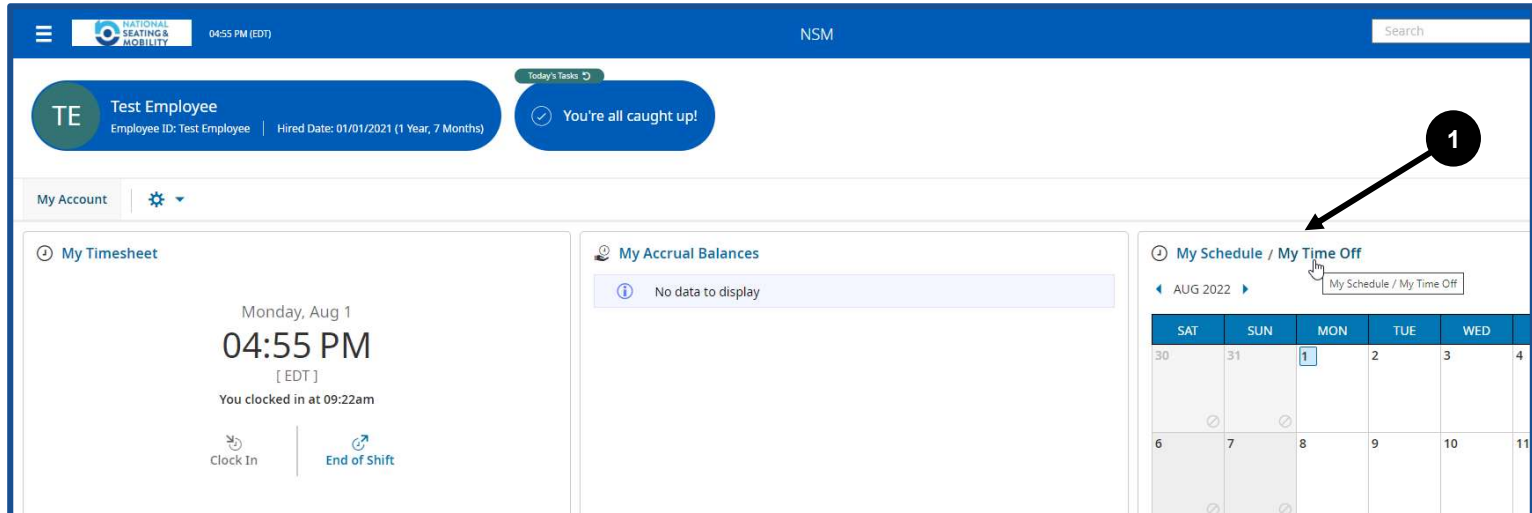 NATIONAL
SEATING &
MOBILITY
04:55 PM (EDT)
NSM
Search
Today's Tasks
TE
Test Employee
Employee ID: Test Employee | Hired Date: 01/01/2021 (1 Year, 7 Months)
You're all caught up!
1
My Account
My Timesheet
Monday, Aug 1
04:55 PM
[ EDT ]
You clocked in at 09:22am
Clock In
End of Shift
My Accrual Balances
No data to display
My Schedule / My Time Off
My Schedule / My Time Off
AUG 2022
SAT SUN MON TUE WED
30 31 1 2 3 4
6 7 8 9 10 11